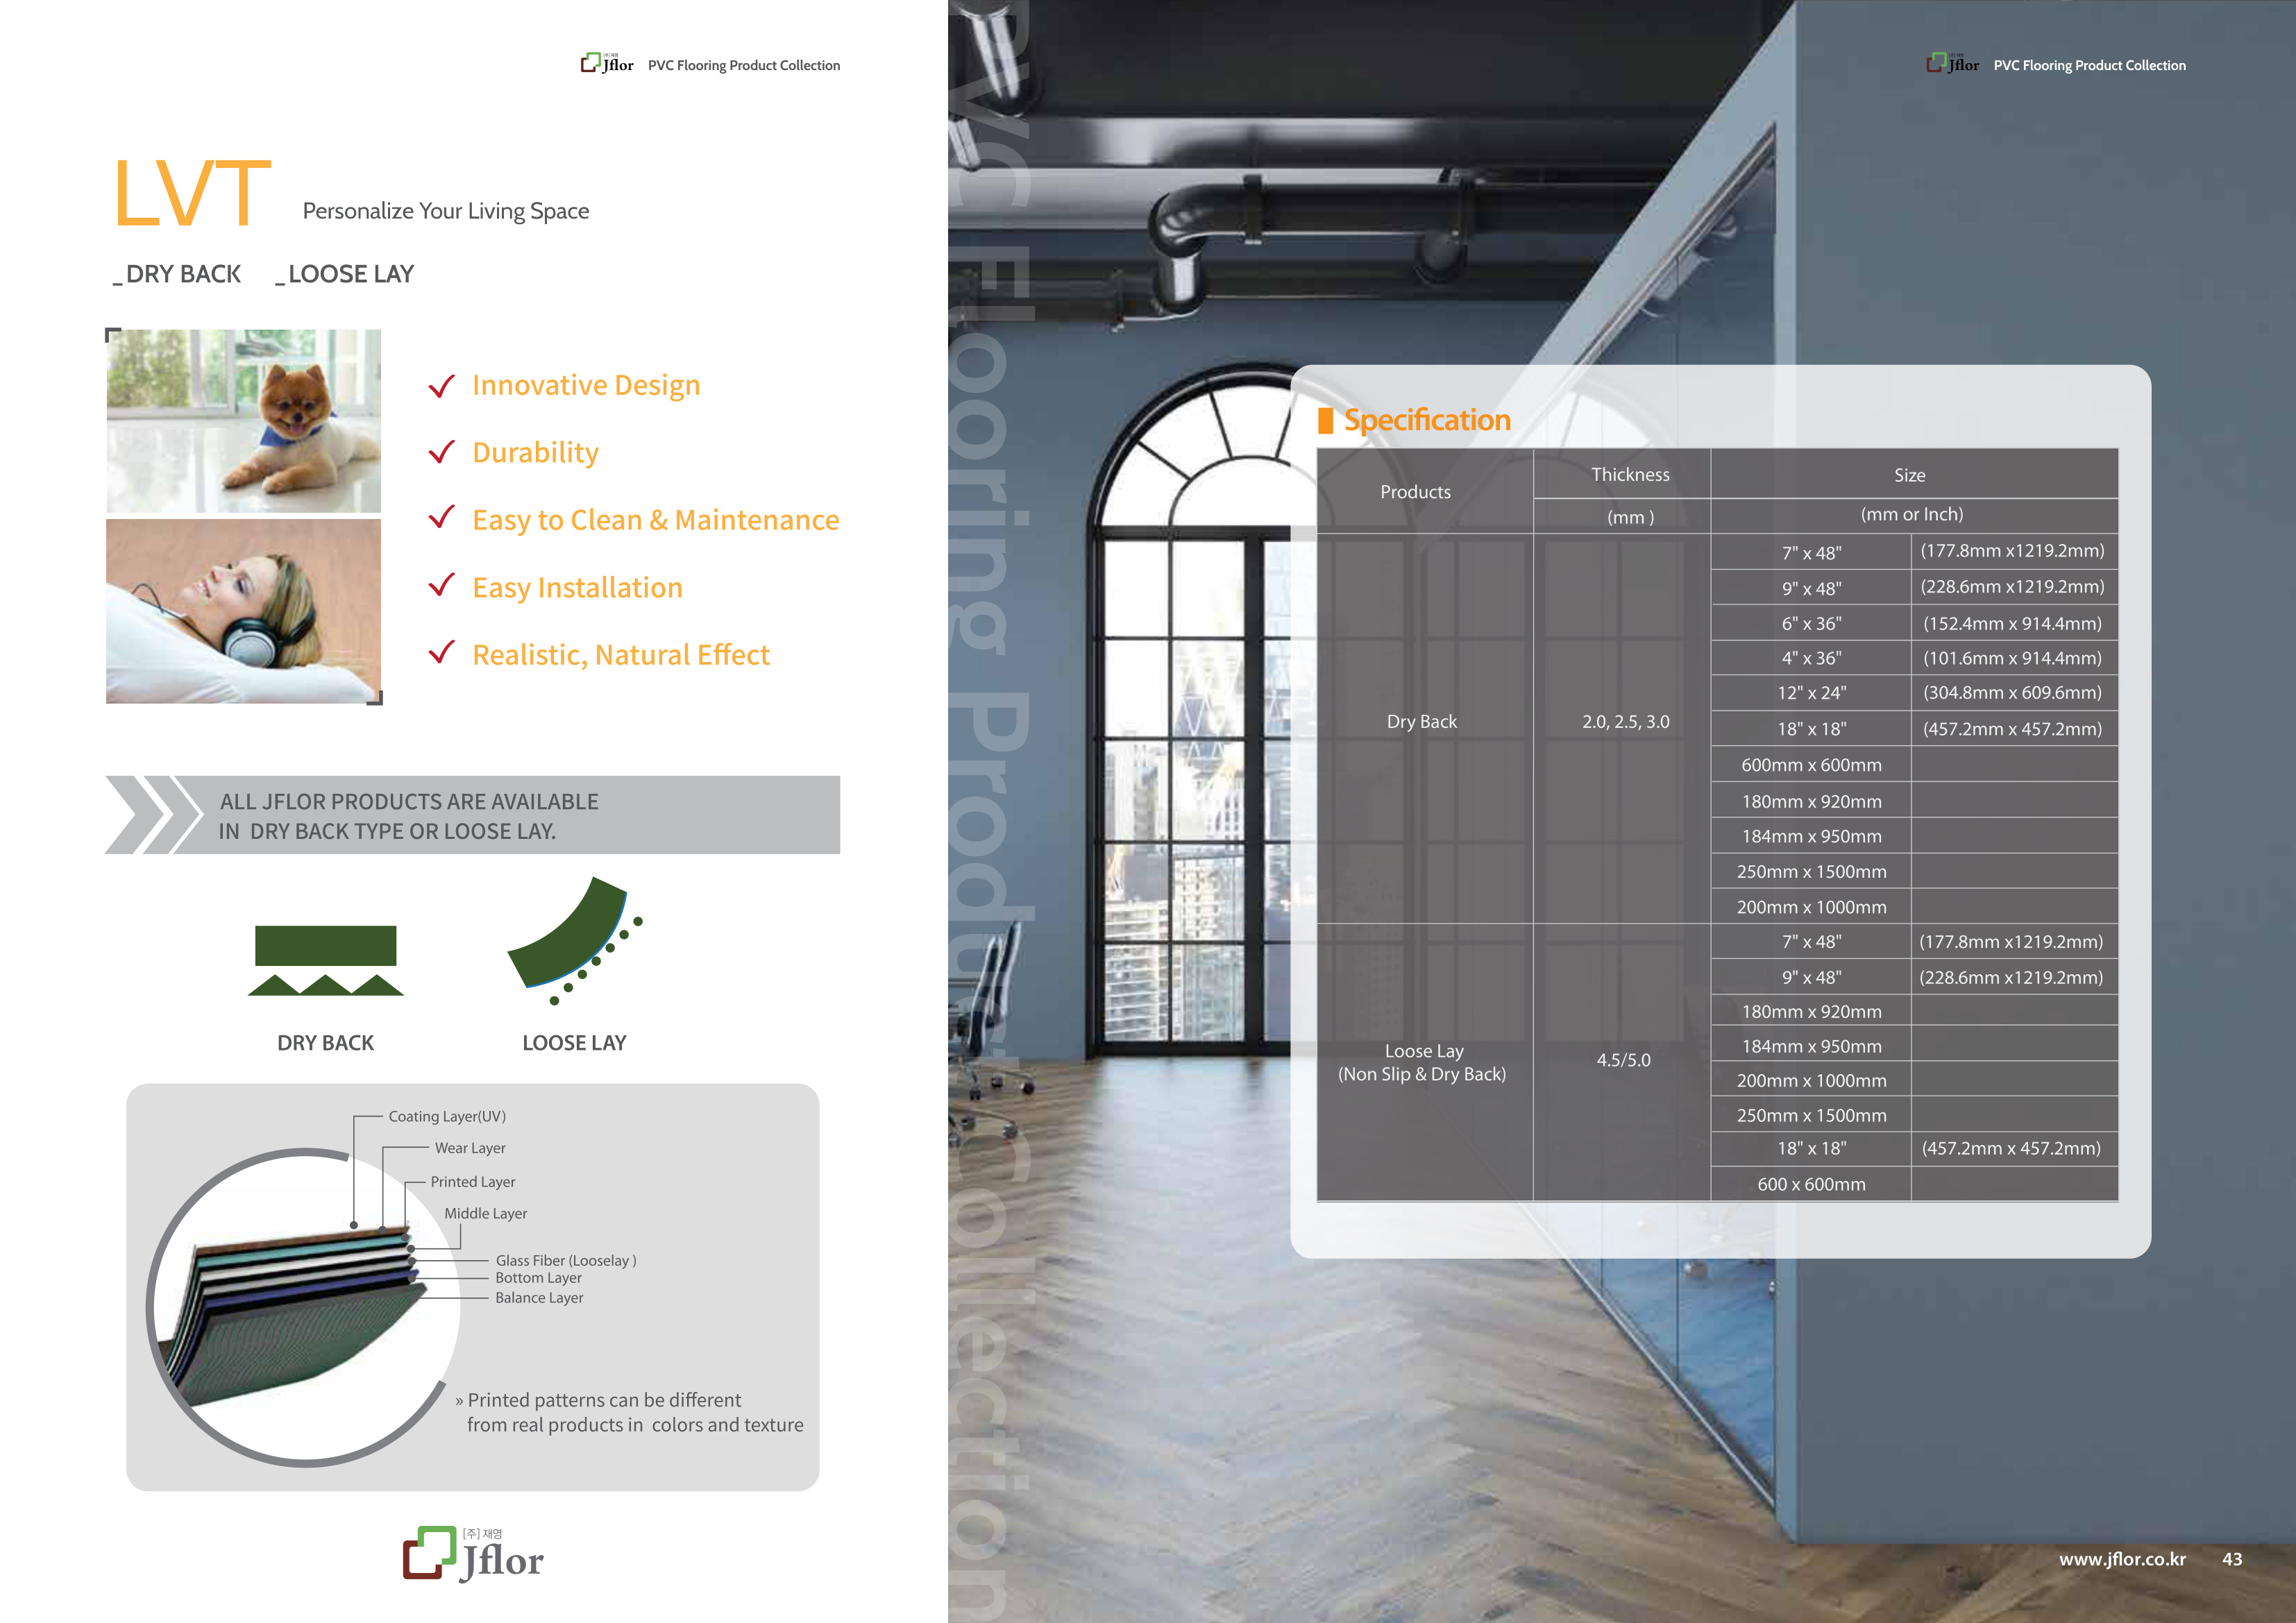 [주] 재영
Jflor PVC Flooring Product Collection
LVT Personalize Your Living Space
_DRY BACK _LOOSE LAY
Innovative Design
Durability
Easy to Clean & Maintenance
Easy Installation
Realistic, Natural Effect
ALL JFLOR PRODUCTS ARE AVAILABLE
IN DRY BACK TYPE OR LOOSE LAY.
DRY BACK LOOSE LAY
Coating Layer(UV)
Wear Layer
Printed Layer
Middle Layer
Glass Fiber (Looselay )
Bottom Layer
Balance Layer
» Printed patterns can be different
from real products in colors and texture
[주] 재영
Jflor
PVC Flooring Product Collection
[주] 재영
Jflor PVC Flooring Product Collection
Specification
Products Thickness Size
(mm ) (mm or Inch)
Dry Back 2.0, 2.5, 3.0
7" x 48" (177.8mm x1219.2mm)
9" x 48" (228.6mm x1219.2mm)
6" x 36" (152.4mm x 914.4mm)
4" x 36" (101.6mm x 914.4mm)
12" x 24" (304.8mm x 609.6mm)
18" x 18" (457.2mm x 457.2mm)
600mm x 600mm
180mm x 920mm
184mm x 950mm
250mm x 1500mm
200mm x 1000mm
Loose Lay
(Non Slip & Dry Back)
4.5/5.0
7" x 48" (177.8mm x1219.2mm)
9" x 48" (228.6mm x1219.2mm)
180mm x 920mm
184mm x 950mm
200mm x 1000mm
250mm x 1500mm
18" x 18" (457.2mm x 457.2mm)
600 x 600mm
www.jflor.co.kr 43